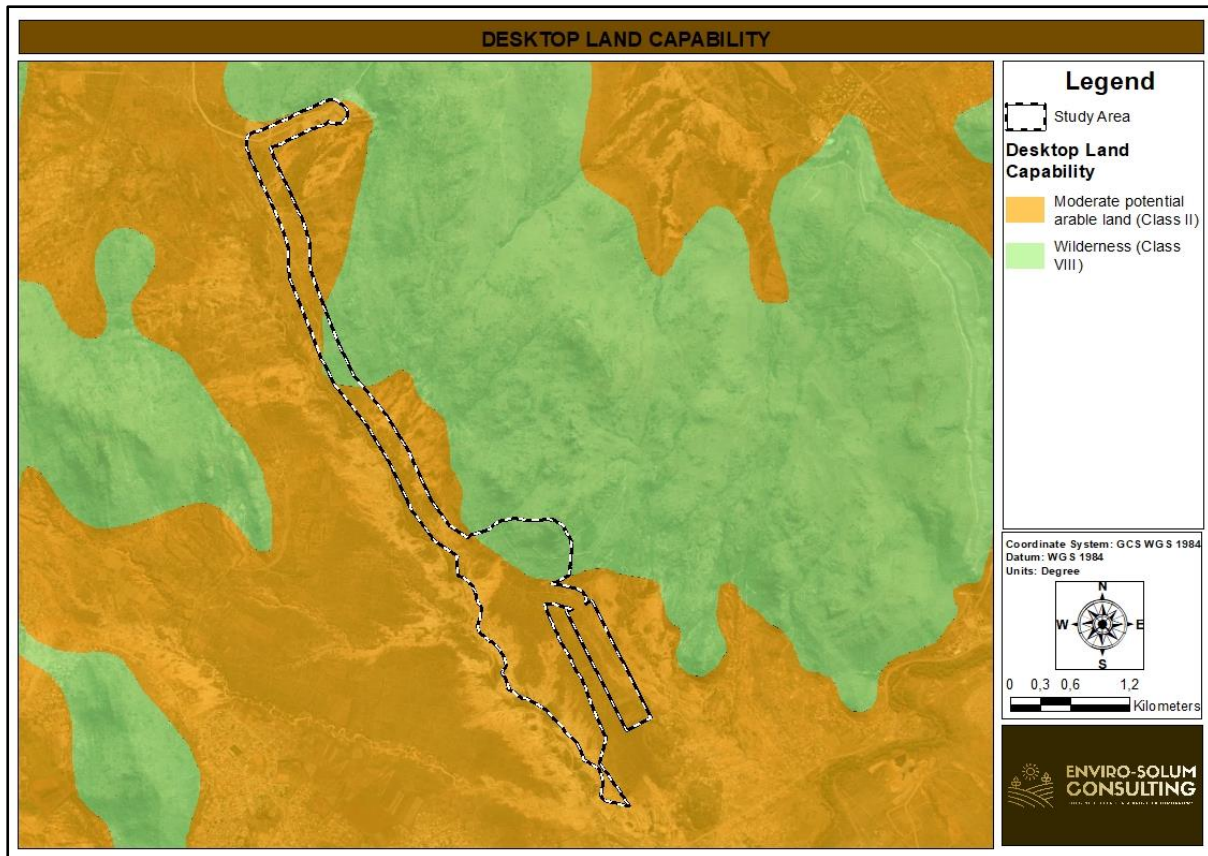 DESKTOP LAND CAPABILITY
Legend
Study Area
Desktop Land
Capability
Moderate potential
arable land (Class II)
Wilderness (Class
VIII)
Coordinate System: GCS WGS 1984
Datum: WGS 1984
Units: Degree
N
W E
S
0 0,3 0,6 1,2
Kilometers
ENVIRO-SOLUM
CONSULTING